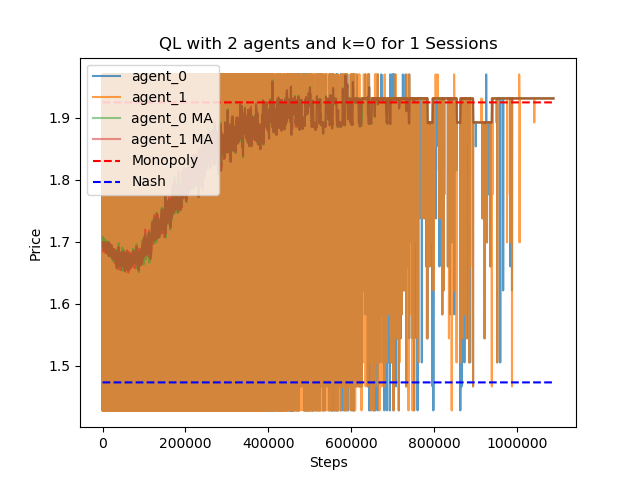 QL with 2 agents and k=0 for 1 Sessions
agent_0
agent_1
agent_0 MA
agent_1 MA
Monopoly
Nash
Price
1.9
1.8
1.7
1.6
1.5
0 200000 400000 600000 800000 1000000
Steps